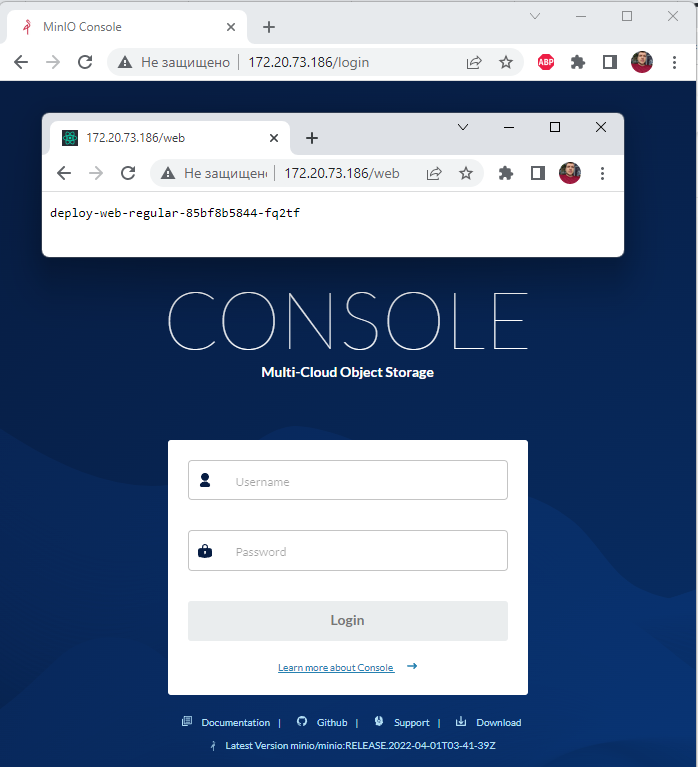 MinIO Console
Не защищено
172.20.73.186/login
ABP
172.20.73.186/web
Не защищен
172.20.73.186/web
deploy-web-regular-85bf8b5844-fq2tf
CONSOLE
Multi-Cloud Object Storage
Username
Password
Login
Learn more about Console
Documentation | Github | Support | Download
Latest Version minio/minio:RELEASE.2022-04-01T03-41-39Z